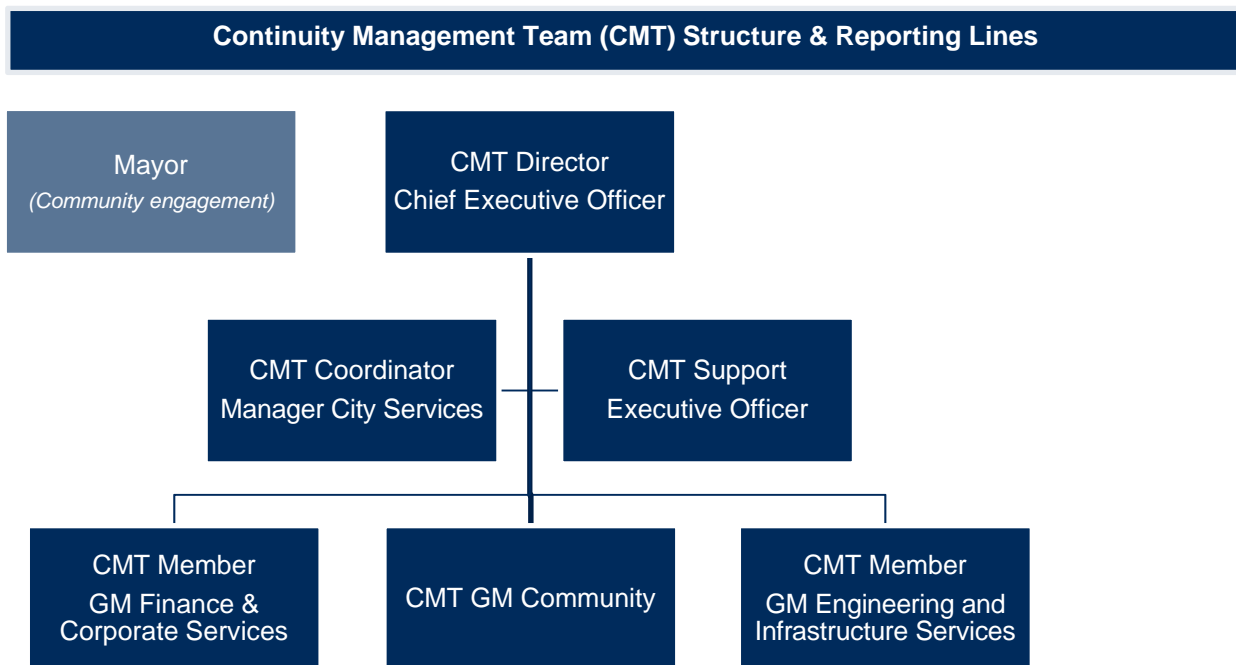 Continuity Management Team (CMT) Structure & Reporting Lines
Mayor
(Community engagement)
CMT Director
Chief Executive Officer
CMT Coordinator
Manager City Services
CMT Support
Executive Officer
CMT Member
GM Finance &
Corporate Services
CMT GM Community
CMT Member
GM Engineering and
Infrastructure Services